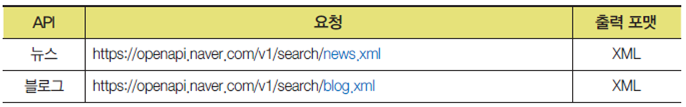 API 요청 출력 포맷
뉴스 https://openapi.naver.com/v1/search/news.xml XML
블로그 https://openapi.naver.com/v1/search/blog.xml XML